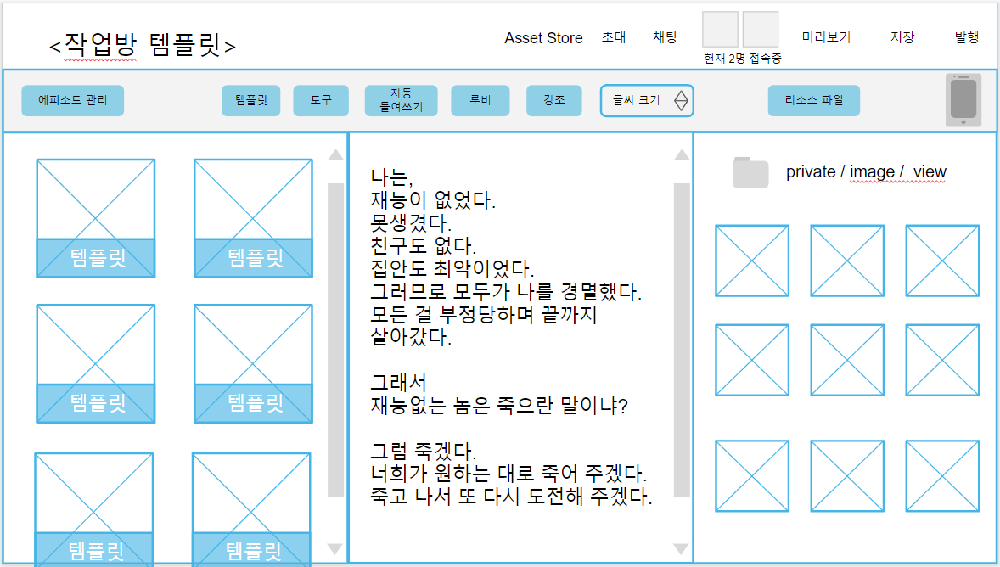 <작업방 템플릿>
Asset Store 초대 채팅 미리보기 저장 발행
현재 2명 접속중
에피소드 관리 템플릿 도구 자동 들여쓰기 루비 강조 글씨 크기 리소스 파일
템플릿 템플릿
템플릿 템플릿
템플릿 템플릿
나는,
재능이 없었다.
못생겼다.
친구도 없다.
집안도 최악이었다.
그러므로 모두가 나를 경멸했다.
모든 걸 부정당하며 끝까지
살아갔다.
그래서
재능없는 놈은 죽으란 말이냐?
그럼 죽겠다.
너희가 원하는 대로 죽어 주겠다.
죽고 나서 또 다시 도전해 주겠다.
private / image / view